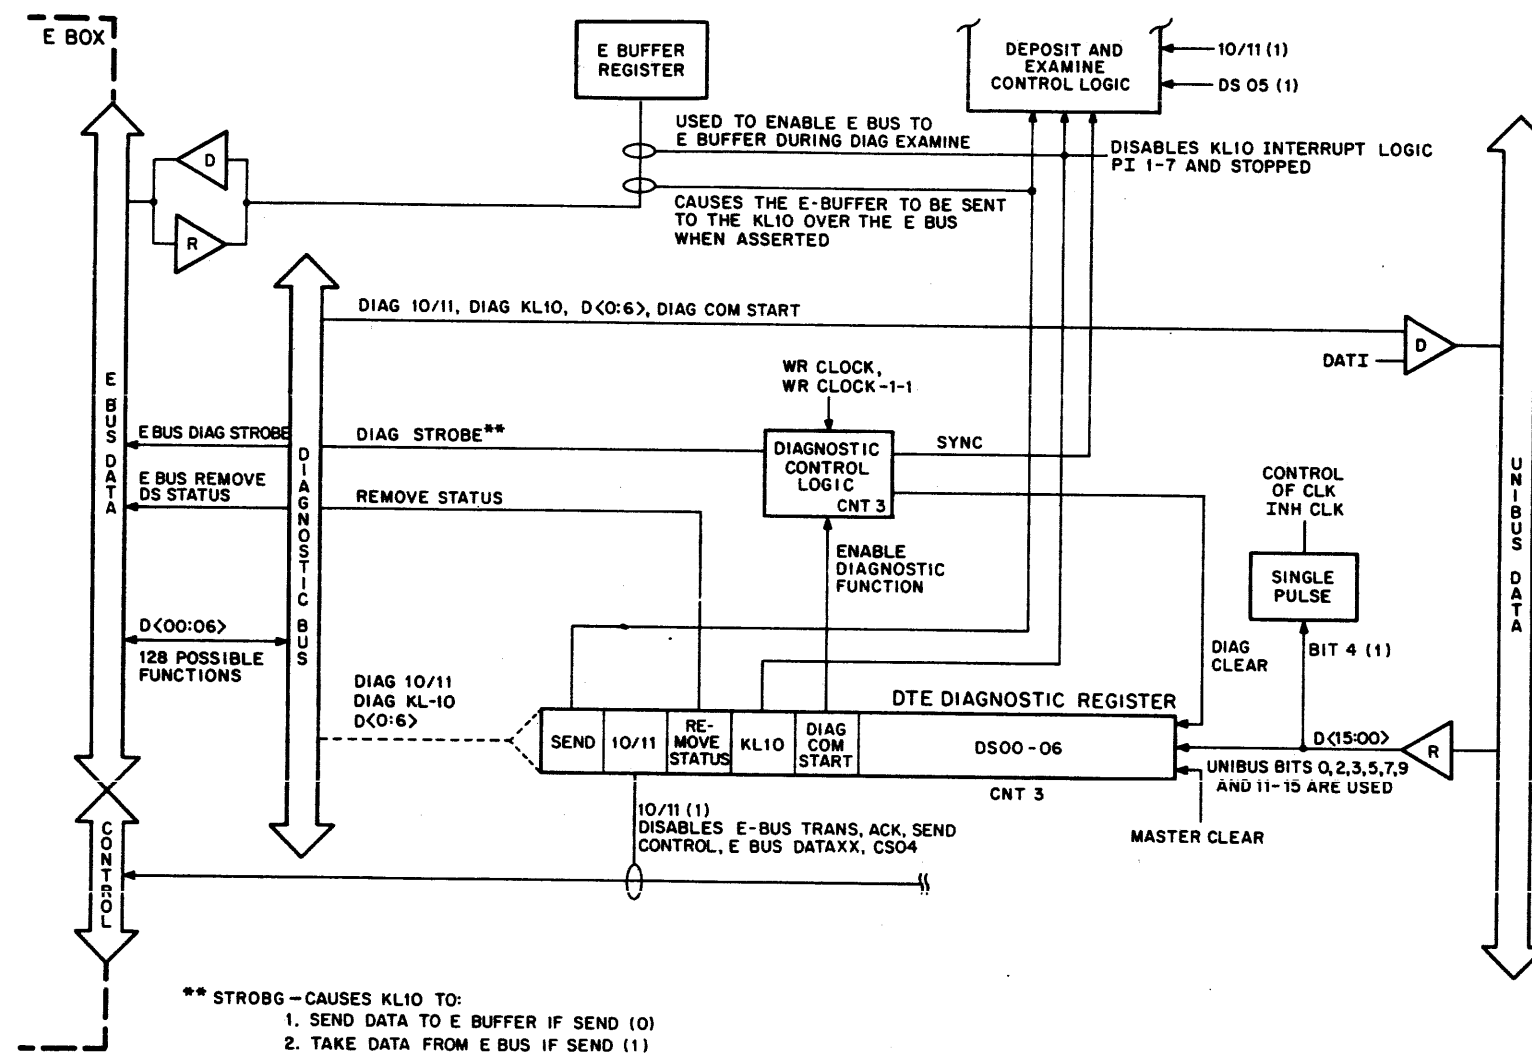 E BOX
E BUFFER
REGISTER
DEPOSIT AND
EXAMINE
CONTROL LOGIC
10/11 (1)
DS 05 (1)
USED TO ENABLE E BUS TO
E BUFFER DURING DIAG EXAMINE
DISABLES KL10 INTERRUPT LOGIC
PI 1-7 AND STOPPED
D
R
CAUSES THE E-BUFFER TO BE SENT
TO THE KL10 OVER THE E BUS
WHEN ASSERTED
DIAG 10/11, DIAG KL10, D<0:6>, DIAG COM START
D
DATI
WR CLOCK,
WR CLOCK-1-1
E BUS DATA
E BUS DIAG STROBE
DIAG STROBE**
DIAGNOSTIC
CONTROL
LOGIC
CNT 3
SYNC
E BUS REMOVE
DS STATUS
REMOVE STATUS
DIAGNOSTIC BUS
CONTROL
OF CLK
INH CLK
UNIBUS DATA
ENABLE
DIAGNOSTIC
FUNCTION
SINGLE
PULSE
D<00:06>
128 POSSIBLE
FUNCTIONS
DIAG
CLEAR
BIT 4 (1)
DIAG 10/11
DIAG KL-10
D<0:6>
DTE DIAGNOSTIC REGISTER
SEND
10/11
RE-
MOVE
STATUS
KL10
DIAG
COM
START
DS00-06
D<15:00>
R
UNIBUS BITS 0,2,3,5,7,9
AND 11-15 ARE USED
CNT 3
10/11 (1)
DISABLES E-BUS TRANS, ACK, SEND
CONTROL, E BUS DATAXX, CS04
MASTER CLEAR
CONTROL
** STROBG-CAUSES KL10 TO:
1. SEND DATA TO E BUFFER IF SEND (0)
2. TAKE DATA FROM E BUS IF SEND (1)